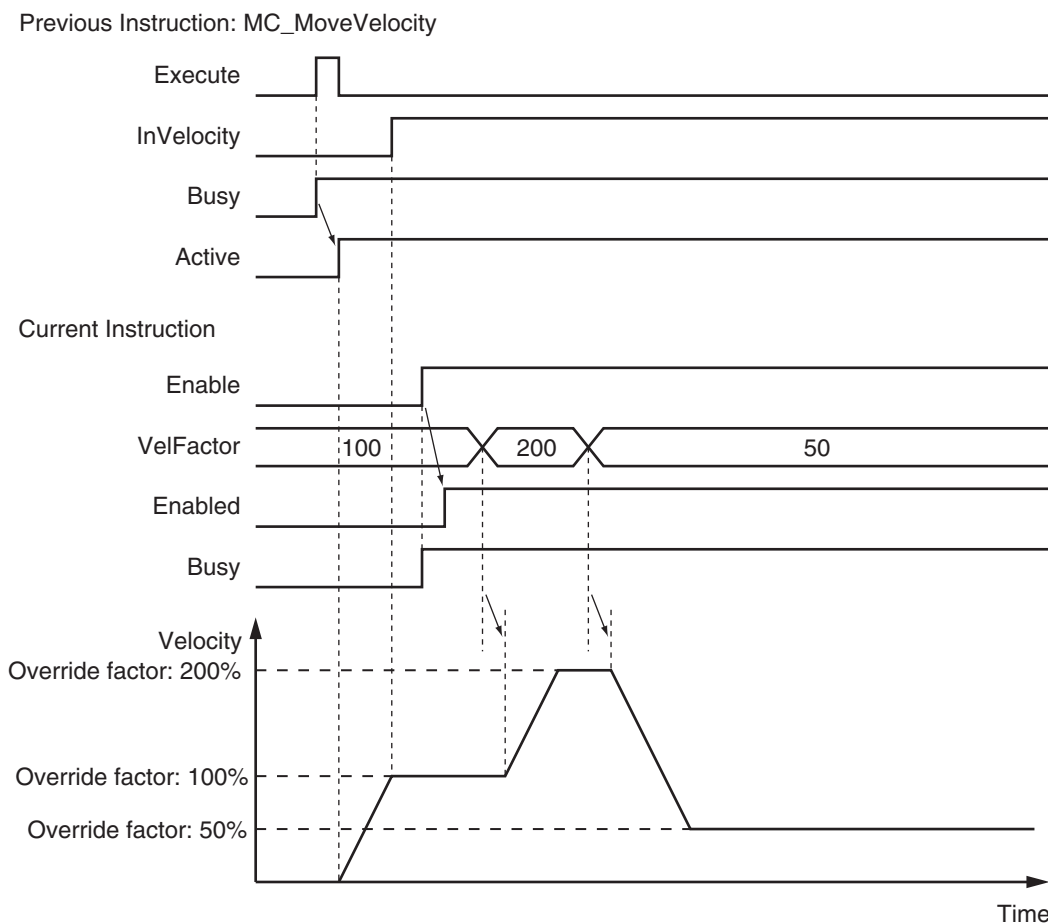 Previous Instruction: MC_MoveVelocity
Execute
InVelocity
Busy
Active
Current Instruction
Enable
VelFactor 100 200 50
Enabled
Busy
Velocity
Override factor: 200%
Override factor: 100%
Override factor: 50%
Time